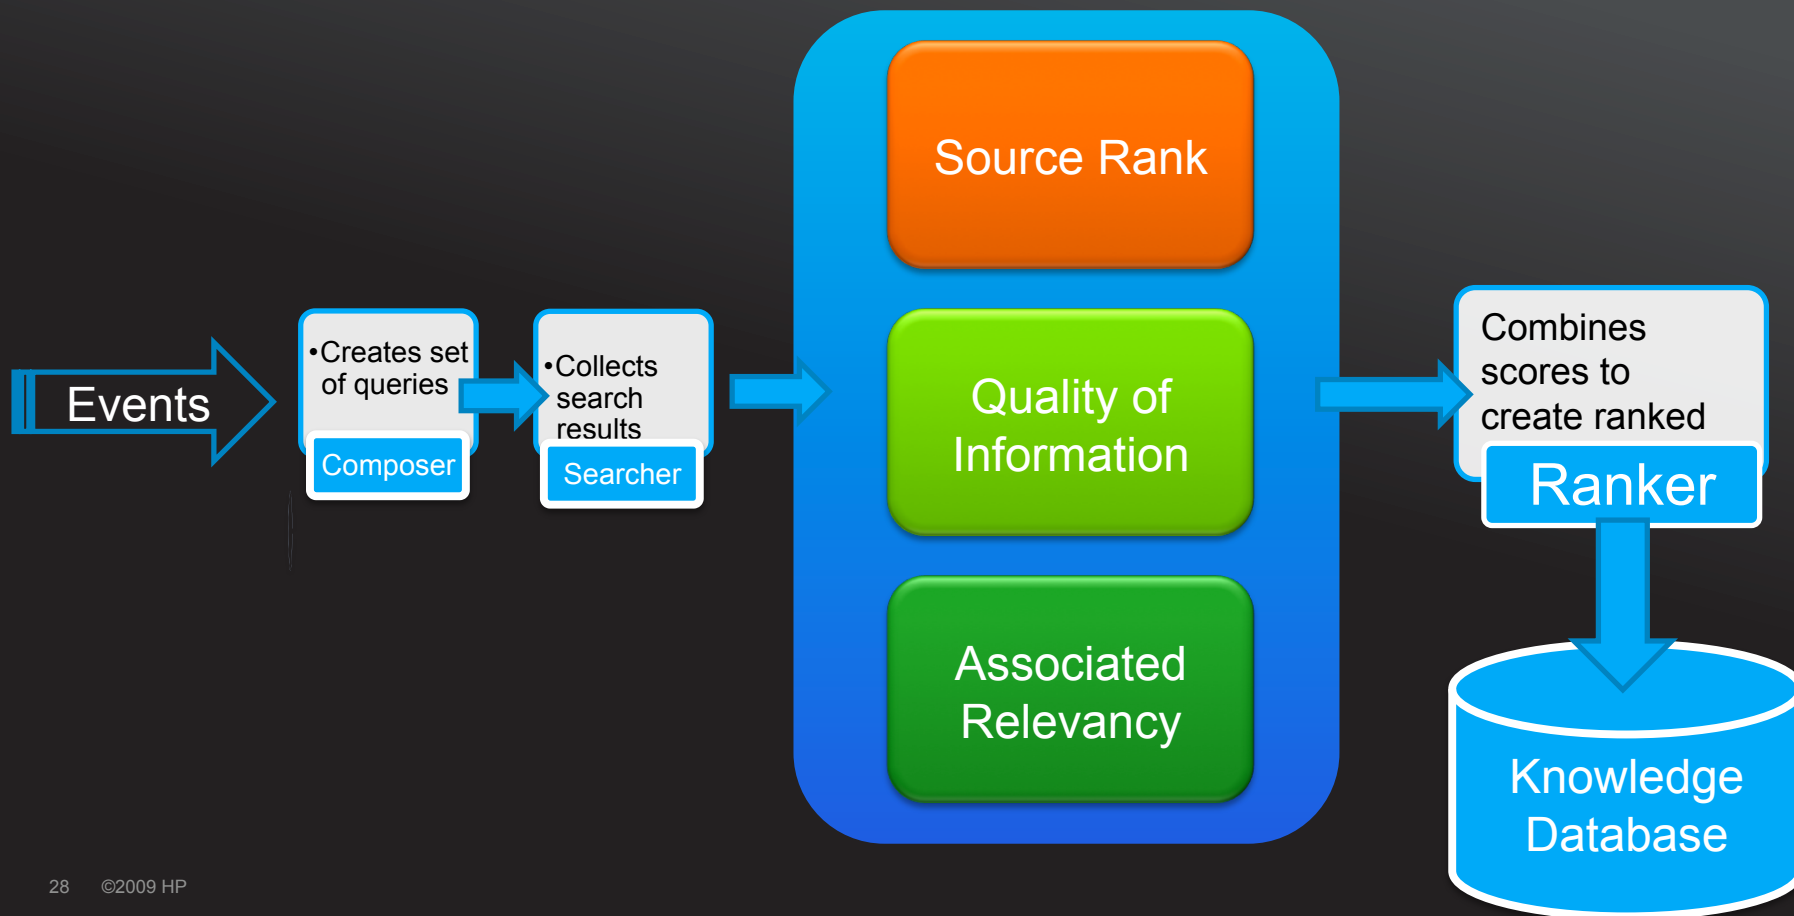 Events
•Creates set
of queries
Composer
•Collects
search
results
Searcher
Source Rank
Quality of
Information
Associated
Relevancy
Combines
scores to
create ranked
Ranker
Knowledge
Database
28 ©2009 HP